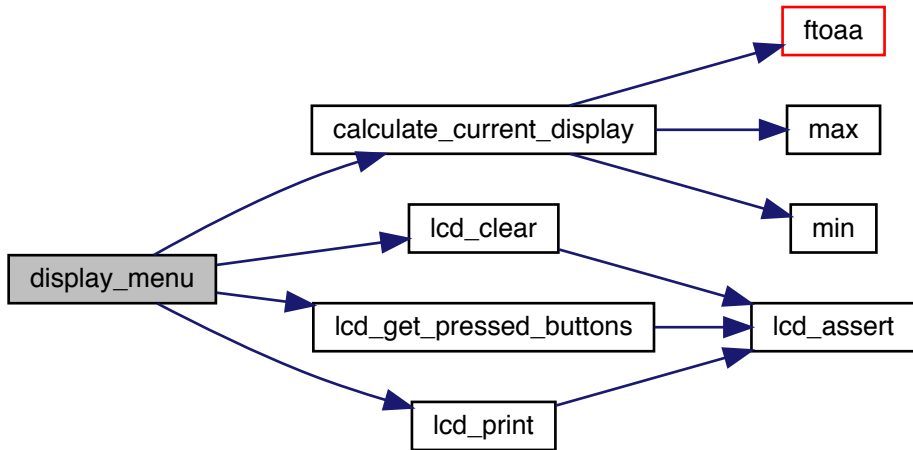 ftoaa
calculate_current_display
max
lcd_clear
min
display_menu
lcd_get_pressed_buttons
lcd_assert
lcd_print